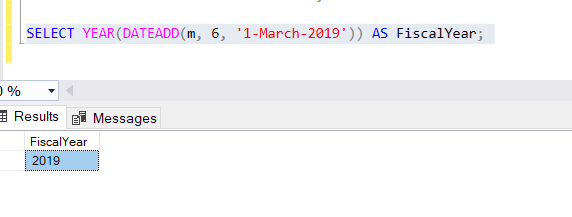 SELECT YEAR(DATEADD(m, 6, '1-March-2019')) AS FiscalYear;
0 %
Results Messages
FiscalYear
2019